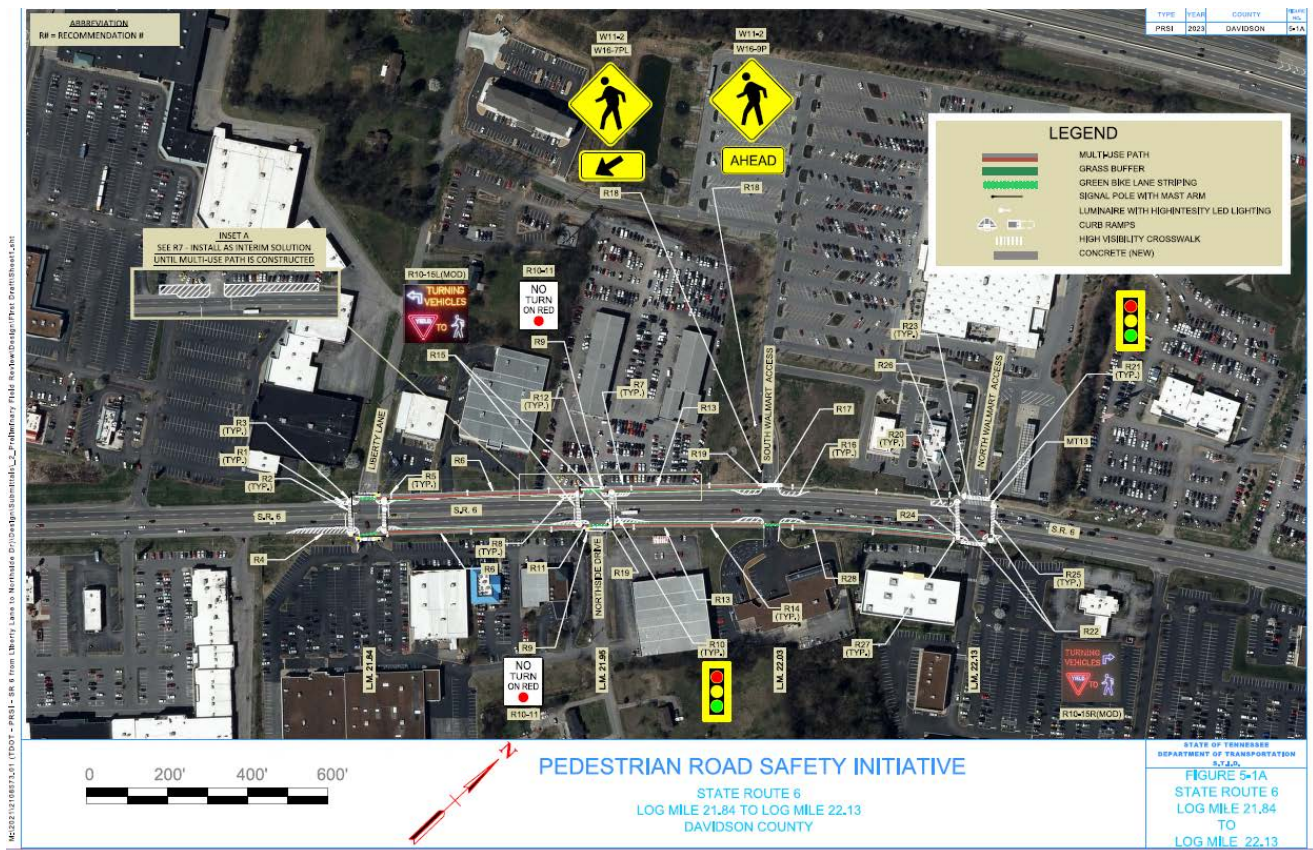 ABBREVIATION
R# = RECOMMENDATION #
TYPE YEAR COUNTY FIGURE NO.
PRSI 2023 DAVIDSON 5-1A
W11-2
W16-7PL
W11-2
W16-9P
AHEAD
R18
R18
LEGEND
MULTI-USE PATH
GRASS BUFFER
GREEN BIKE LANE STRIPING
SIGNAL POLE WITH MAST ARM
LUMINAIRE WITH HIGHINTESITY LED LIGHTING
CURB RAMPS
HIGH VISIBILITY CROSSWALK
CONCRETE (NEW)
INSET A
SEE R7 - INSTALL AS INTERIM SOLUTION
UNTIL MULTI-USE PATH IS CONSTRUCTED
R10-15L(MOD)
TURNING
VEHICLES
YIELD TO
R10-11
NO
TURN
ON RED
R9
R15
R12
(TYP.)
R7
(TYP.)
R13
R23
(TYP.)
R26
R21
(TYP.)
LIBERTY LANE
SOUTH WALMART ACCESS
NORTH WALMART ACCESS
R3
(TYP.)
R1
(TYP.)
R2
(TYP.)
R5
(TYP.)
R6
R19
R17
R16
(TYP.)
R20
(TYP.)
MT13
S.R. 6
S.R. 6
S.R. 6
R4
R8
(TYP.)
R6
R11
NORTHSIDE DRIVE
R19
R13
R14
(TYP.)
R28
R24
R25
(TYP.)
R9
R10
(TYP.)
R27
(TYP.)
R22
L.M. 21.84
L.M. 21.95
L.M. 22.03
L.M. 22.13
NO
TURN
ON RED
R10-11
TURNING
VEHICLES
YIELD TO
R10-15R(MOD)
0 200' 400' 600'
N
PEDESTRIAN ROAD SAFETY INITIATIVE
STATE ROUTE 6
LOG MILE 21.84 TO LOG MILE 22.13
DAVIDSON COUNTY
STATE OF TENNESSEE
DEPARTMENT OF TRANSPORTATION
S.T.I.D.
FIGURE 5-1A
STATE ROUTE 6
LOG MILE 21.84
TO
LOG MILE 22.13